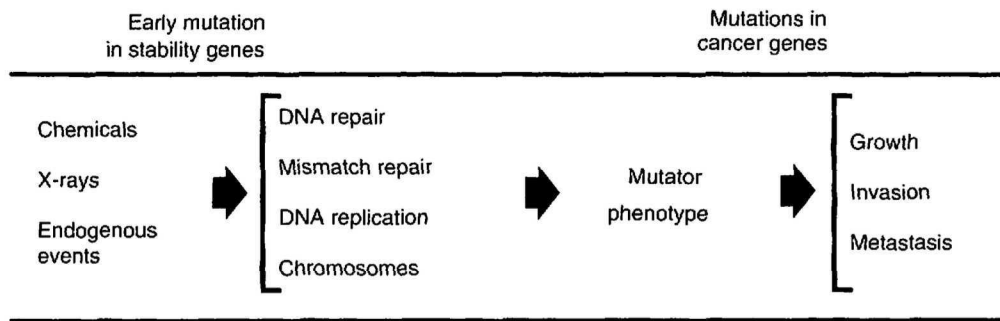 Early mutation
in stability genes
Mutations in
cancer genes
Chemicals
X-rays
Endogenous
events
DNA repair
Mismatch repair
DNA replication
Chromosomes
Mutator
phenotype
Growth
Invasion
Metastasis